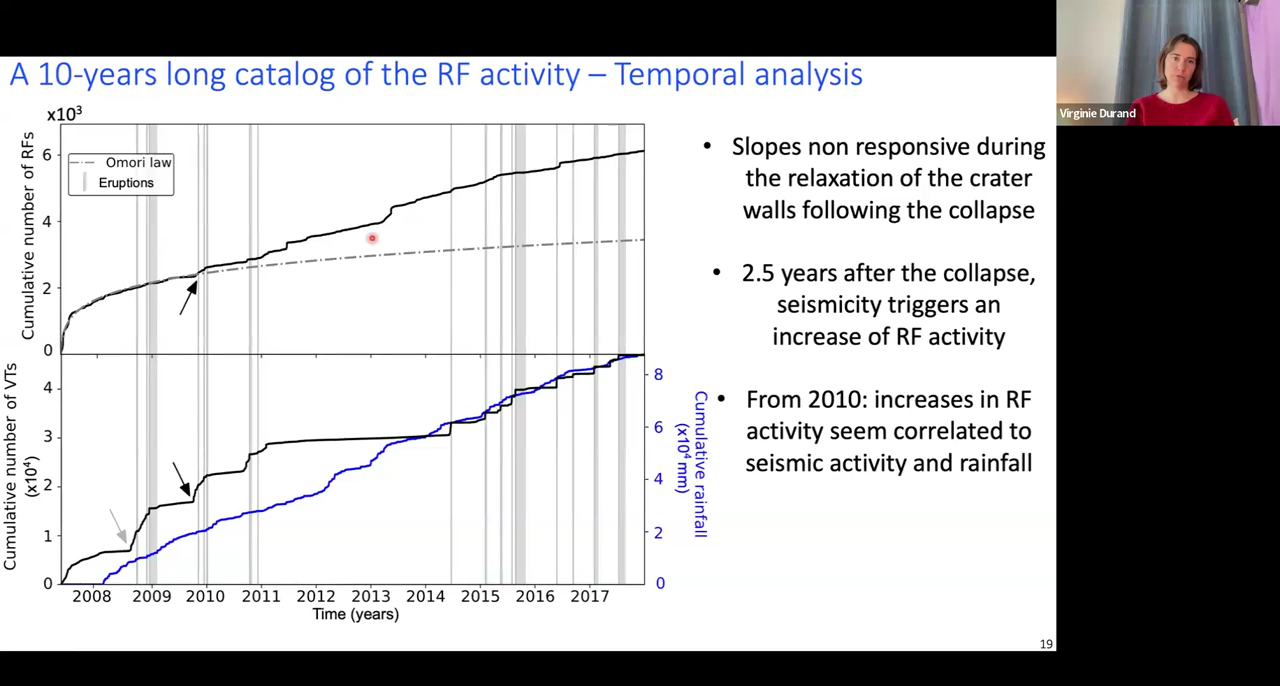 A 10-years long catalog of the RF activity – Temporal analysis
Virginie Durand
x10³
Cumulative number of RFs
6
4
2
0
Omori law
Eruptions
Cumulative number of VTs
(x10⁴)
4
3
2
1
0
8
6
4
2
0
Cumulative rainfall
(x10⁴ mm)
2008 2009 2010 2011 2012 2013 2014 2015 2016 2017
Time (years)
• Slopes non responsive during
the relaxation of the crater
walls following the collapse
• 2.5 years after the collapse,
seismicity triggers an
increase of RF activity
• From 2010: increases in RF
activity seem correlated to
seismic activity and rainfall
19